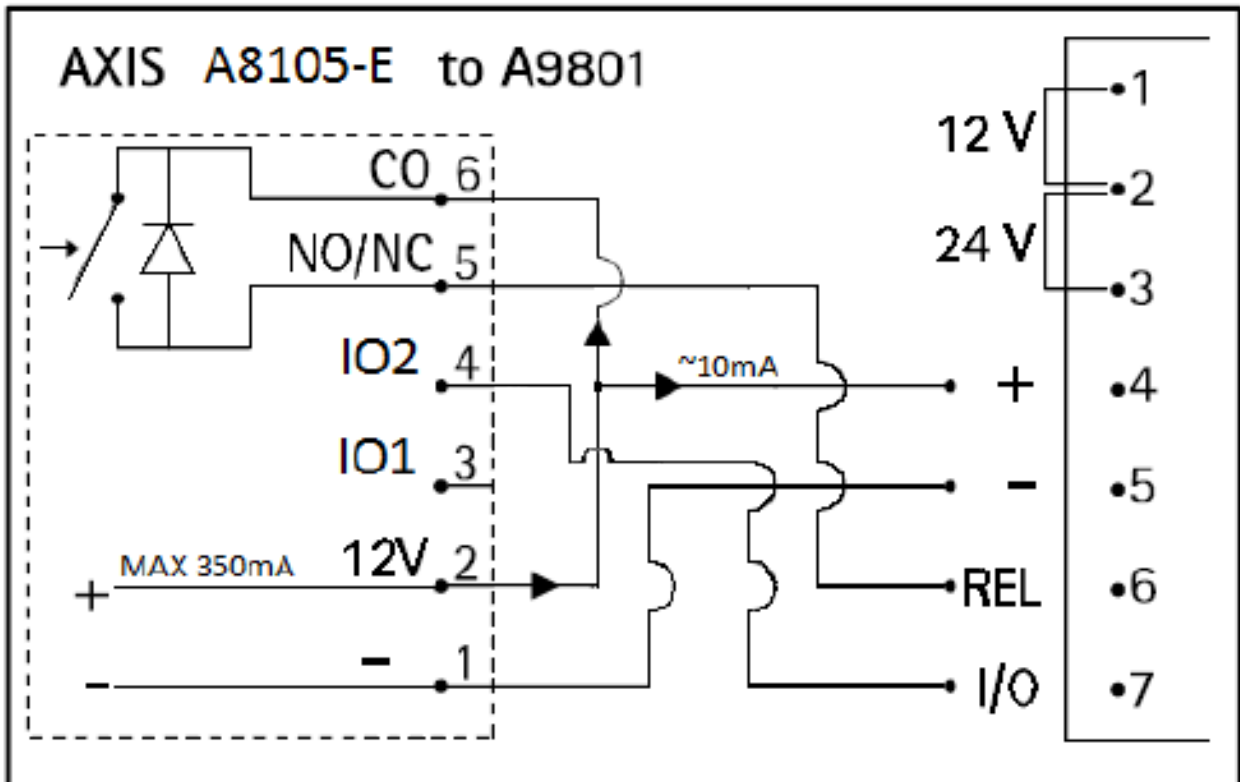 AXIS A8105-E to A9801
CO 6
NO/NC 5
IO2 4
IO1 3
MAX 350mA 12V 2
+
- 1
-
~10mA
12 V
24 V
1
2
3
+ 4
- 5
REL 6
I/O 7